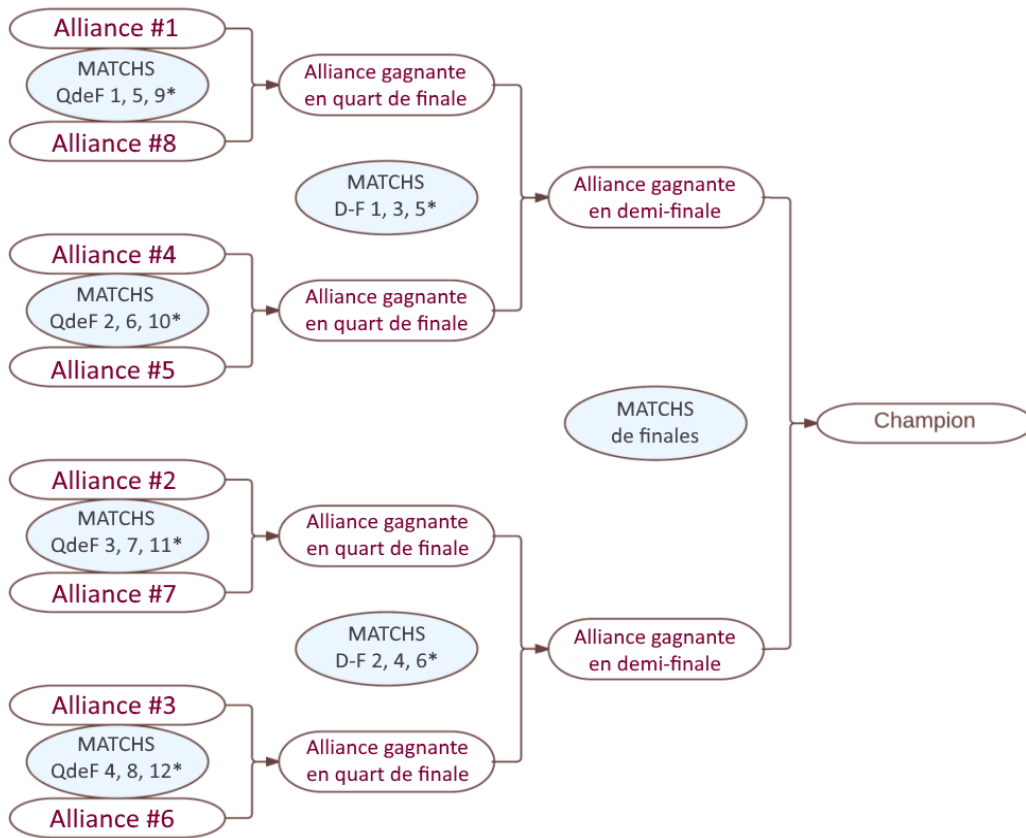 Alliance #1
MATCHS
QdeF 1, 5, 9*
Alliance #8
Alliance gagnante
en quart de finale
MATCHS
D-F 1, 3, 5*
Alliance gagnante
en demi-finale
Alliance #4
MATCHS
QdeF 2, 6, 10*
Alliance #5
Alliance gagnante
en quart de finale
MATCHS
de finales
Champion
Alliance #2
MATCHS
QdeF 3, 7, 11*
Alliance #7
Alliance gagnante
en quart de finale
MATCHS
D-F 2, 4, 6*
Alliance gagnante
en demi-finale
Alliance #3
MATCHS
QdeF 4, 8, 12*
Alliance #6
Alliance gagnante
en quart de finale